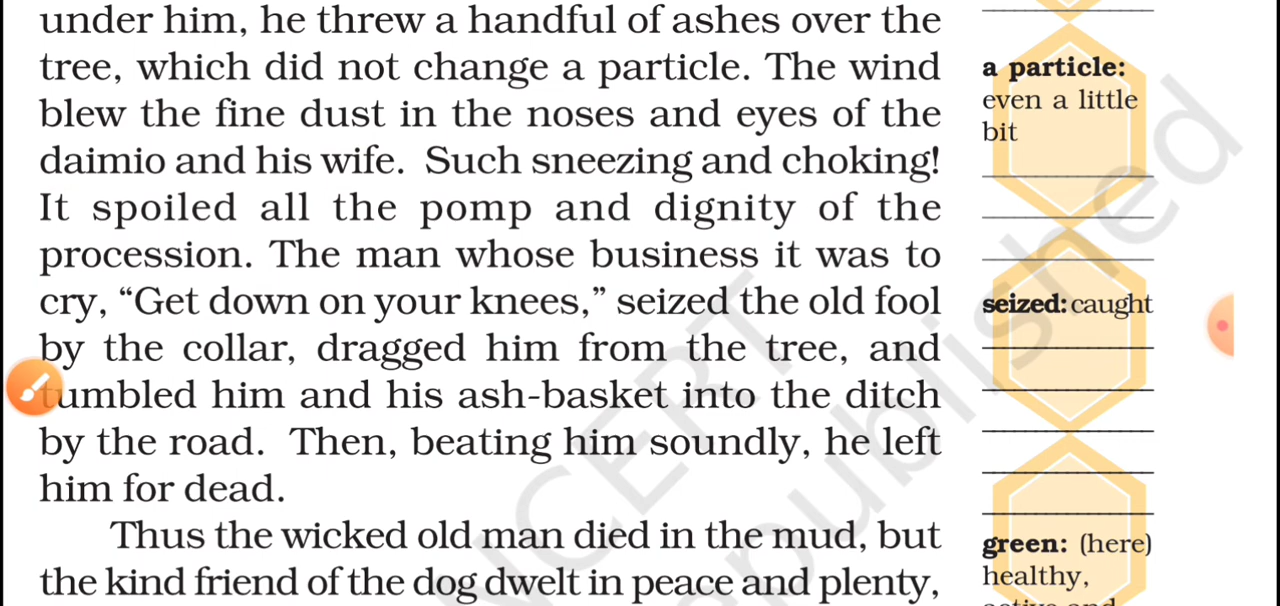 under him, he threw a handful of ashes over the
tree, which did not change a particle. The wind
blew the fine dust in the noses and eyes of the
daimio and his wife. Such sneezing and choking!
It spoiled all the pomp and dignity of the
procession. The man whose business it was to
cry, “Get down on your knees,” seized the old fool
by the collar, dragged him from the tree, and
tumbled him and his ash-basket into the ditch
by the road. Then, beating him soundly, he left
him for dead.
Thus the wicked old man died in the mud, but
the kind friend of the dog dwelt in peace and plenty,
a particle:
even a little
bit
seized: caught
green: (here)
healthy,
active and
NCERT
published